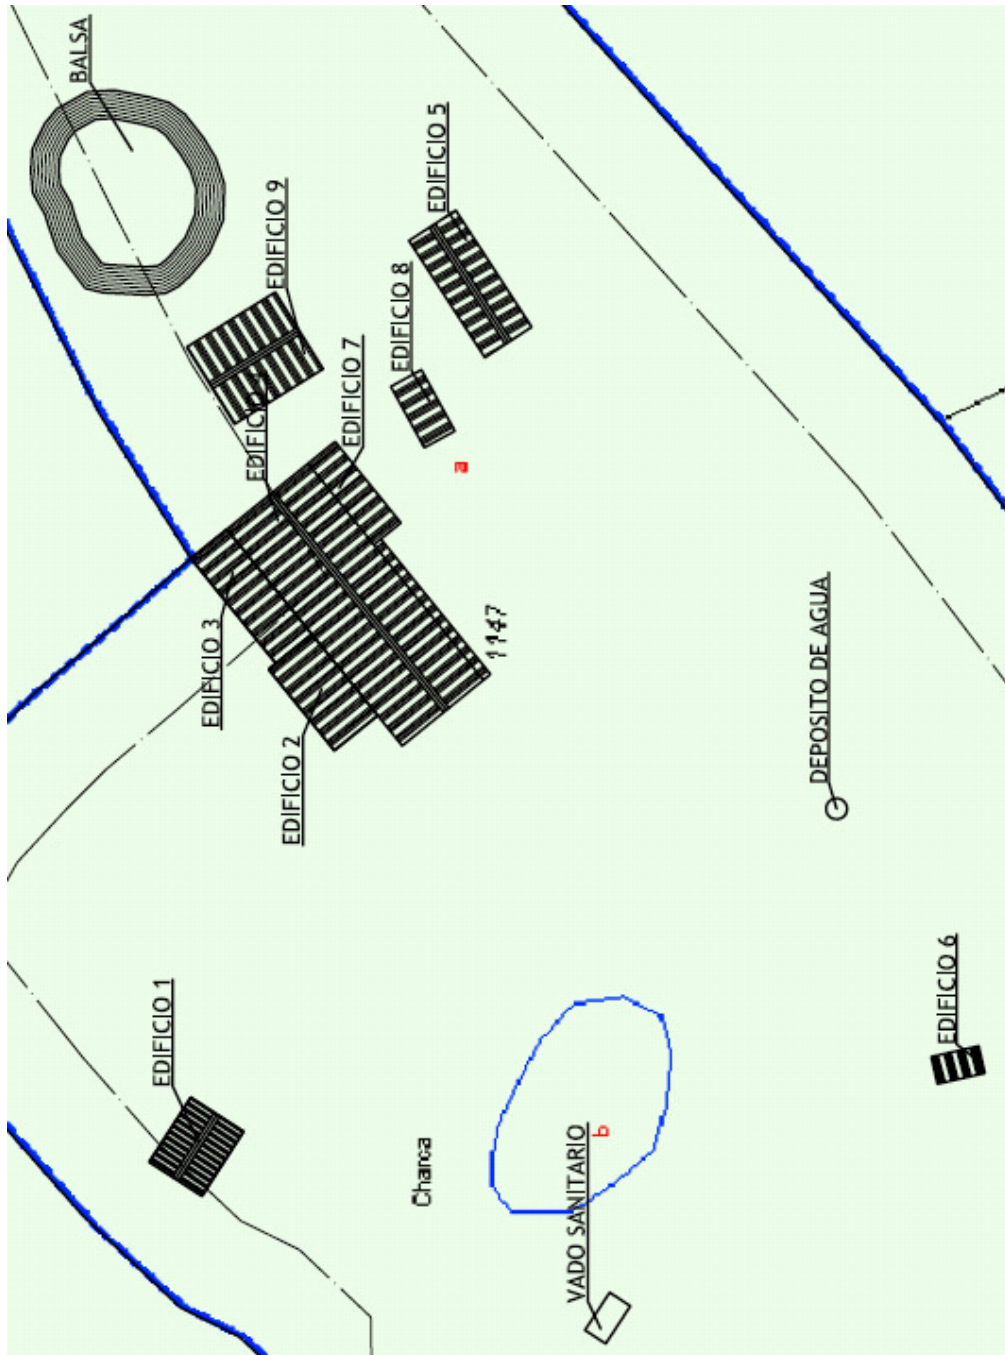 BALSA
EDIFICIO 5
EDIFICIO 9
EDIFICIO 8
EDIFICIO 7
a
EDIFICIO 3
1147
EDIFICIO 2
DEPOSITO DE AGUA
EDIFICIO 1
EDIFICIO 6
Charca
b
VADO SANITARIO